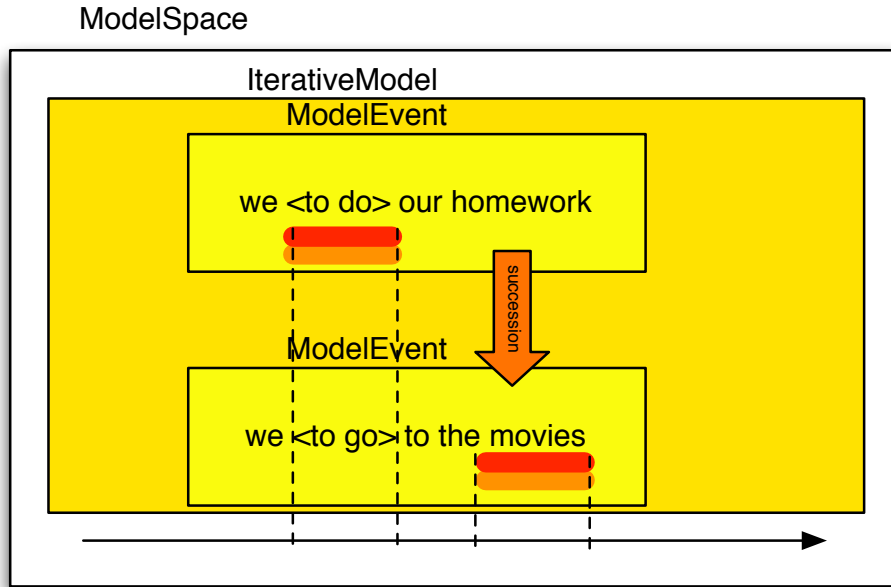 ModelSpace
IterativeModel
ModelEvent
we <to do> our homework
succession
ModelEvent
we <to go> to the movies